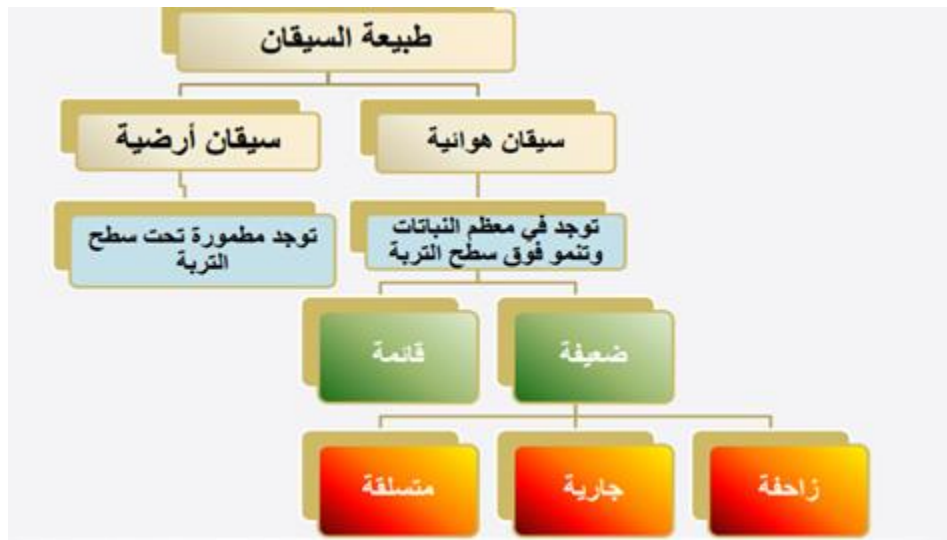 طبيعة السيقان
سيقان هوائية
سيقان أرضية
توجد في معظم النباتات
وتنمو فوق سطح التربة
توجد مطمورة تحت سطح
التربة
ضعيفة
قائمة
زاحفة
جارية
متسلقة